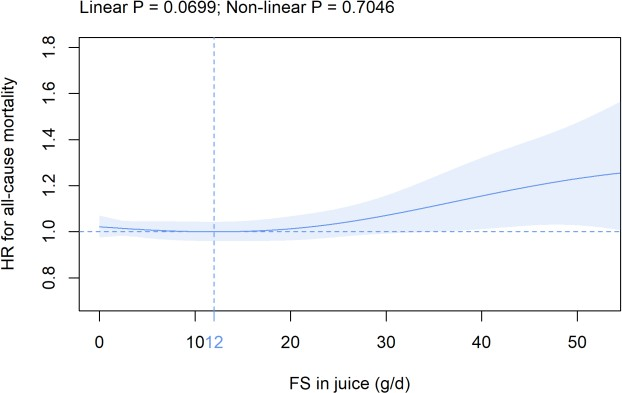 Linear P = 0.0699; Non-linear P = 0.7046
HR for all-cause mortality
1.8
1.6
1.4
1.2
1.0
0.8
0 10 12 20 30 40 50
FS in juice (g/d)